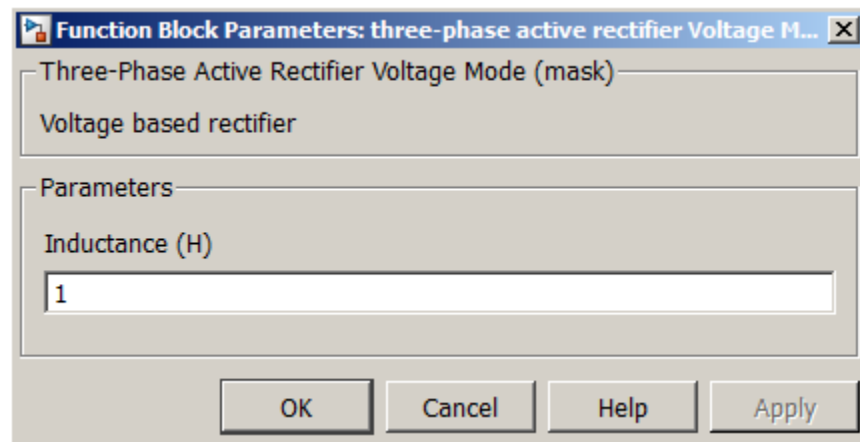 Function Block Parameters: three-phase active rectifier Voltage M...
Three-Phase Active Rectifier Voltage Mode (mask)
Voltage based rectifier
Parameters
Inductance (H)
1
OK Cancel Help Apply